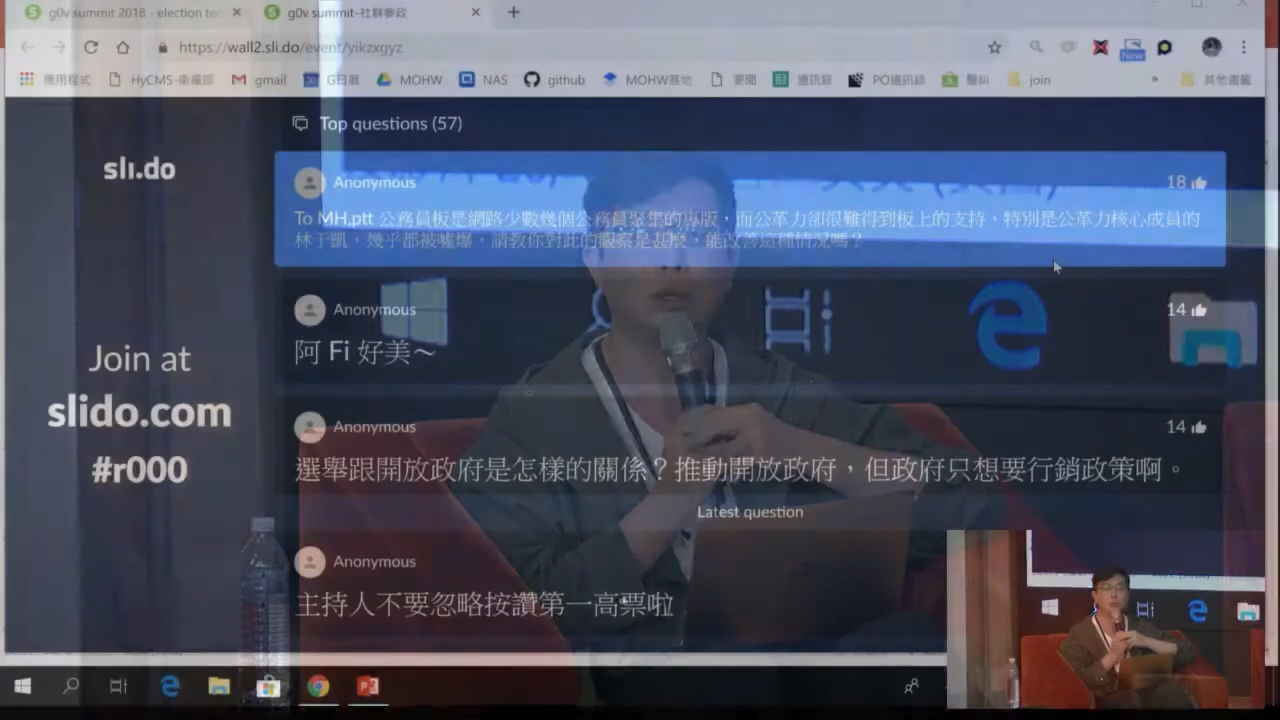 g0v summit 2018 - election tec
g0v summit-社群參政
https://wall2.sli.do/event/yikzxgyz
應用程式
HyCMS-衛福部
gmail
G日曆
MOHW
NAS
github
MOHW基地
要聞
通訊錄
PO通訊錄
醫糾
join
其他書籤
New
sli.do
Join at
slido.com
#r000
Top questions (57)
Anonymous
18
To MH.ptt 公務員板是網路少數幾個公務員聚集的專版，而公革力卻很難得到板上的支持，特別是公革力核心成員的
林于凱，幾乎都被噓爆，請教你對此的觀察是甚麼，能改善這種情況嗎？
Anonymous
14
阿 Fi 好美～
Anonymous
14
選舉跟開放政府是怎樣的關係？推動開放政府，但政府只想要行銷政策啊。
Latest question
Anonymous
主持人不要忽略按讚第一高票啦